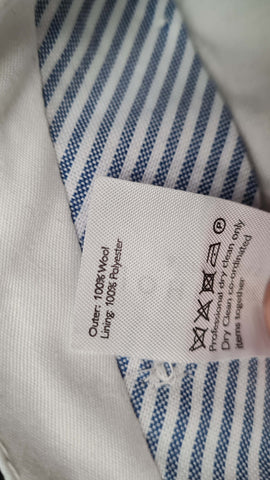 Outer: 100% Wool
Lining: 100% Polyester
Professional dry clean only
Dry Clean co-ordinated
items together